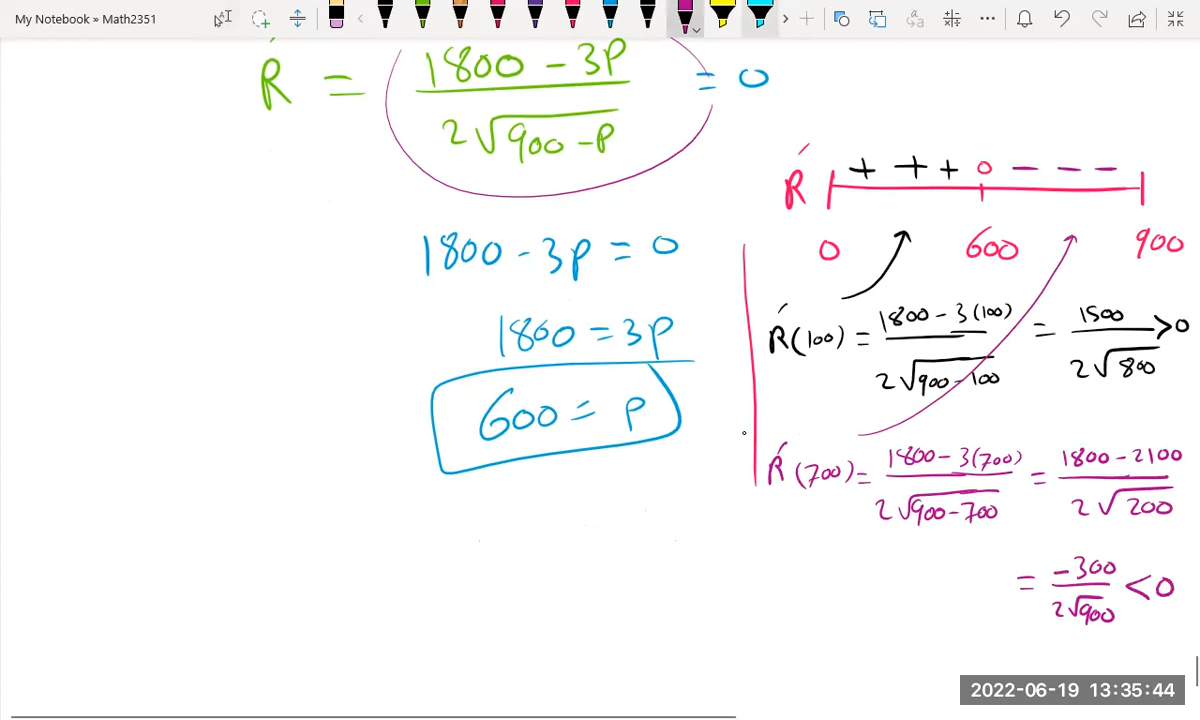 My Notebook » Math2351
Ŕ = (1800 - 3P) / (2√(900 - P)) = 0
1800 - 3P = 0
1800 = 3P
600 = P
Ŕ + + + 0 - - -
0 600 900
Ŕ(100) = (1800 - 3(100)) / (2√(900-100)) = 1500 / (2√800) > 0
Ŕ(700) = (1800 - 3(700)) / (2√(900-700)) = (1800 - 2100) / (2√200)
= -300 / (2√900) < 0
2022-06-19 13:35:44